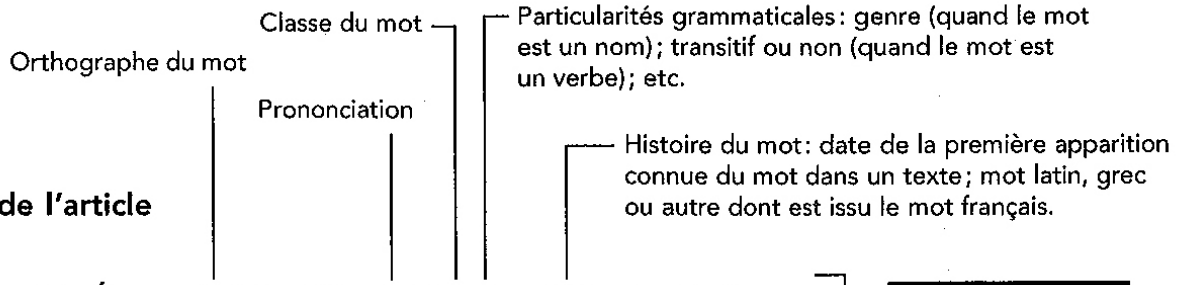 Classe du mot
Particularités grammaticales: genre (quand le mot
est un nom); transitif ou non (quand le mot est
un verbe); etc.
Orthographe du mot
Prononciation
Histoire du mot: date de la première apparition
connue du mot dans un texte; mot latin, grec
ou autre dont est issu le mot français.
de l'article